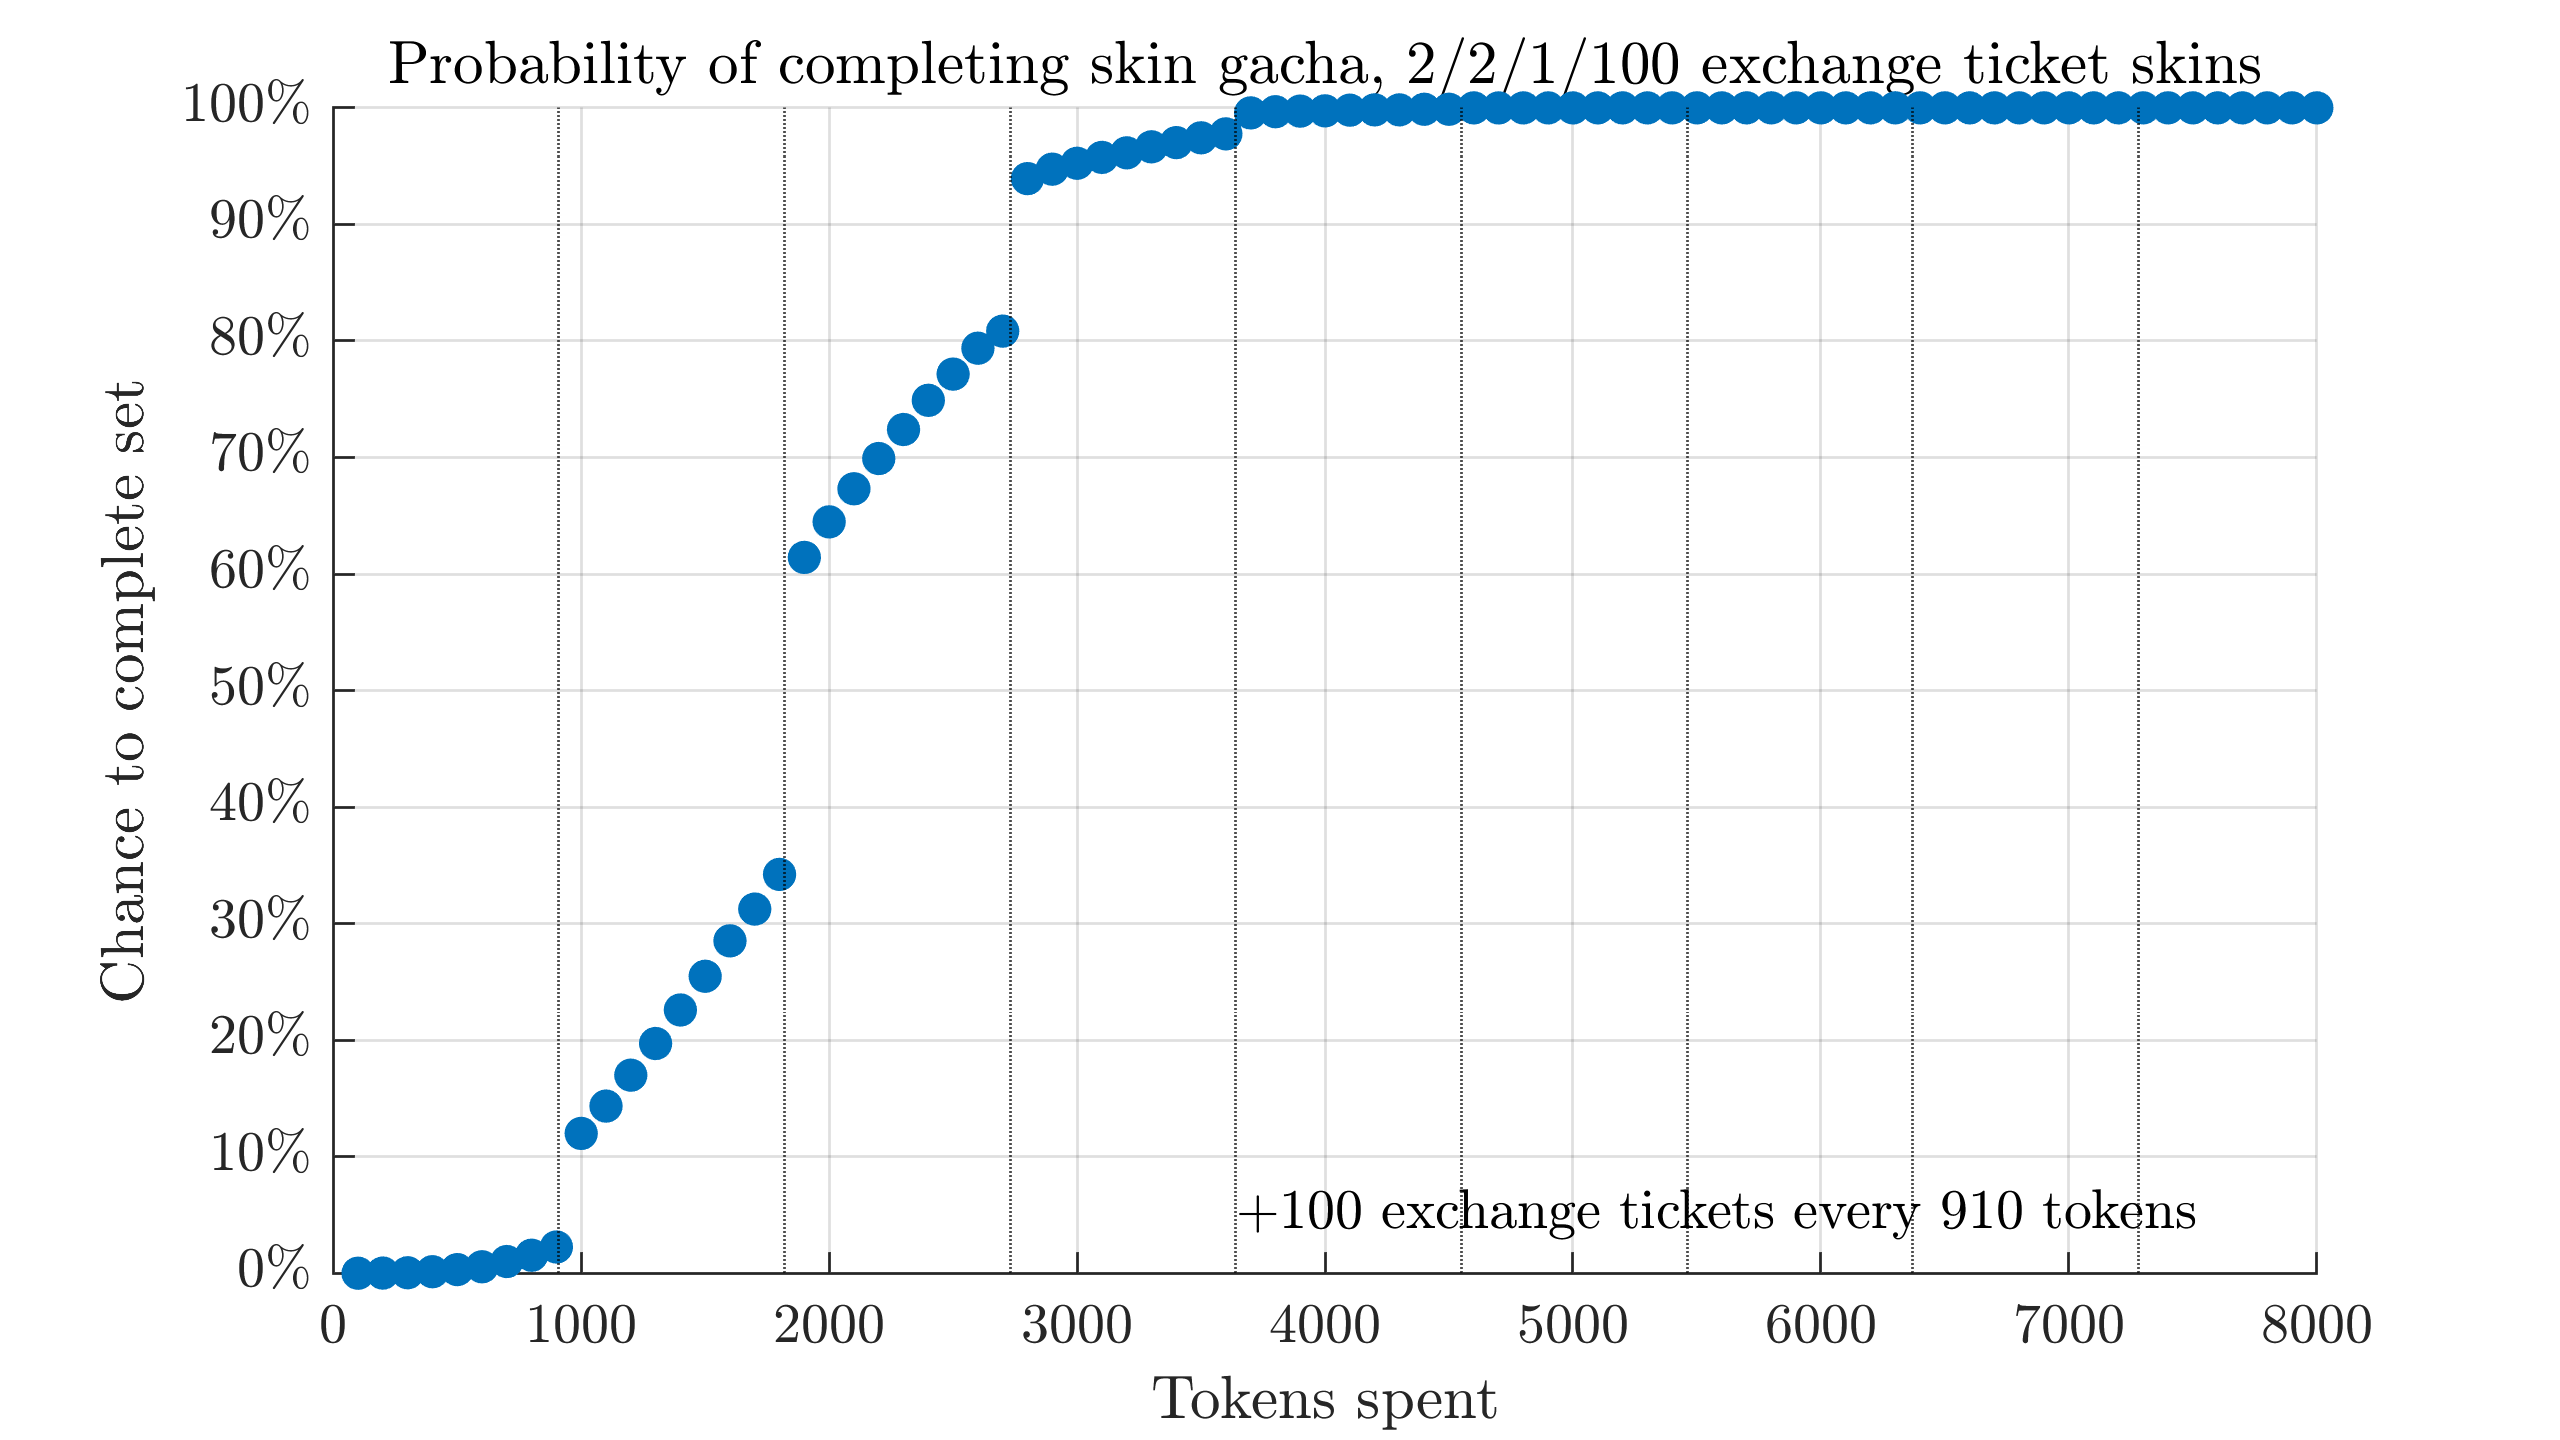 Probability of completing skin gacha, 2/2/1/100 exchange ticket skins
100%
90%
80%
70%
60%
50%
40%
30%
20%
10%
0%
Chance to complete set
+100 exchange tickets every 910 tokens
0 1000 2000 3000 4000 5000 6000 7000 8000
Tokens spent